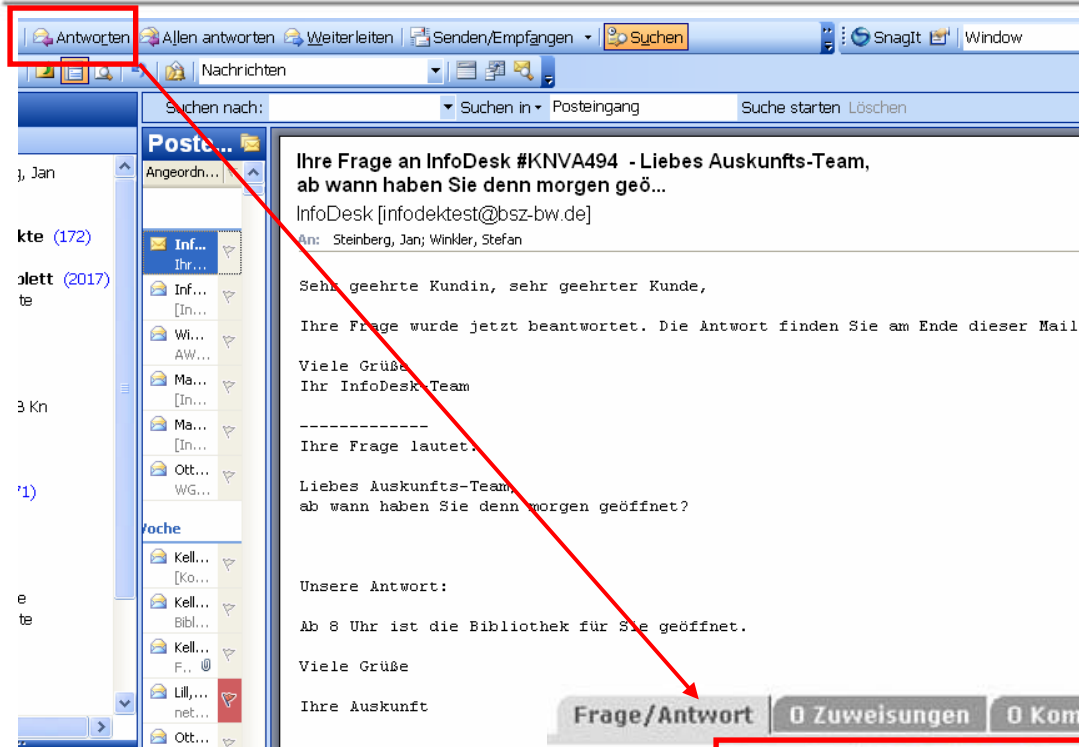 Antworten Allen antworten Weiterleiten Senden/Empfangen Suchen SnagIt Window
Nachrichten
Suchen nach: Suchen in Posteingang Suche starten Löschen
Poste...
Angeordn...
g, Jan
kte (172)
plett (2017)
te
B Kn
'1)
e
te
Inf...
Ihr...
Inf...
[In...
Wi...
AW...
Ma...
[In...
Ma...
[In...
Ott...
WG...
Woche
Kell...
[Ko...
Kell...
Bibl...
Kell...
F...
Lill,...
net...
Ott...
Ihre Frage an InfoDesk #KNVA494 - Liebes Auskunfts-Team,
ab wann haben Sie denn morgen geö...
InfoDesk [infodektest@bsz-bw.de]
An: Steinberg, Jan; Winkler, Stefan
Sehr geehrte Kundin, sehr geehrter Kunde,
Ihre Frage wurde jetzt beantwortet. Die Antwort finden Sie am Ende dieser Mail
Viele Grüße
Ihr InfoDesk-Team
-------------
Ihre Frage lautet:
Liebes Auskunfts-Team,
ab wann haben Sie denn morgen geöffnet?
Unsere Antwort:
Ab 8 Uhr ist die Bibliothek für Sie geöffnet.
Viele Grüße
Ihre Auskunft
Frage/Antwort 0 Zuweisungen 0 Kom